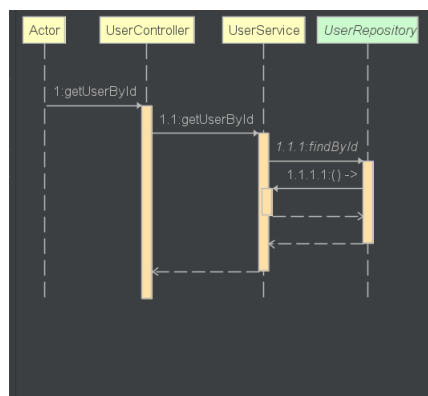 Actor
UserController
UserService
UserRepository
1:getUserById
1.1:getUserById
1.1.1:findById
1.1.1.1:() ->